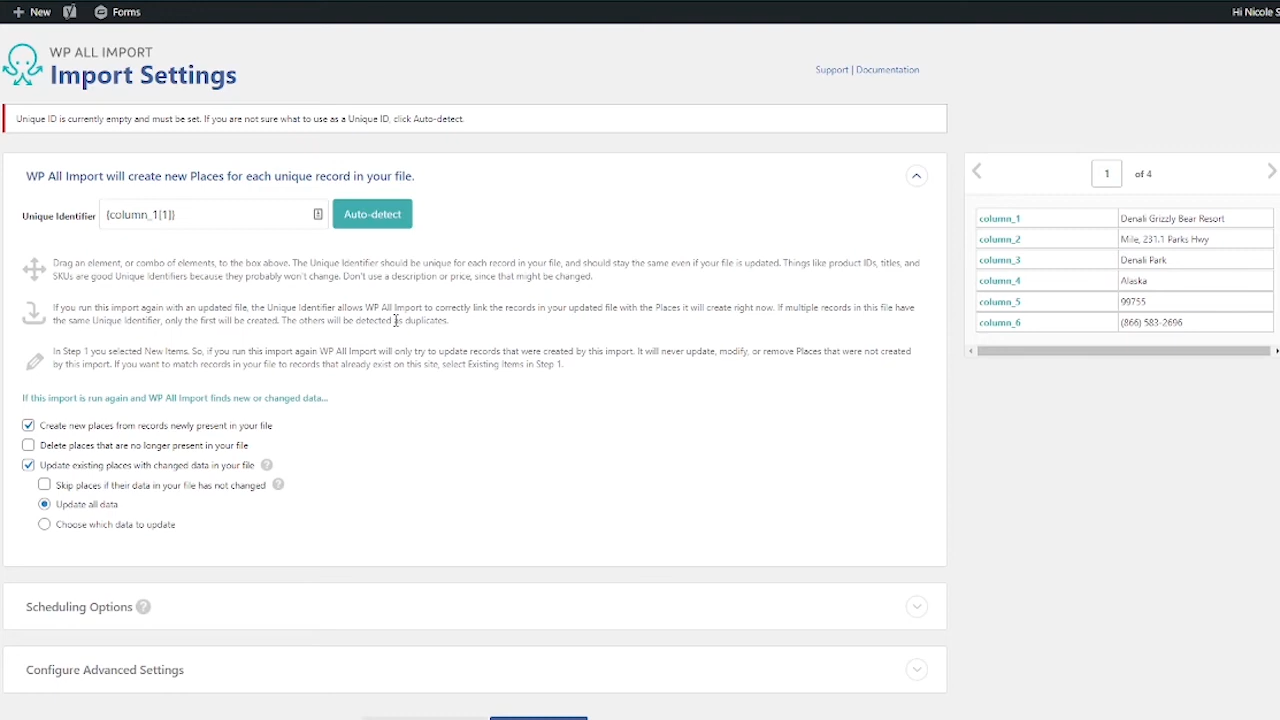 New
Forms
Hi Nicole S
WP ALL IMPORT
Import Settings
Support | Documentation
Unique ID is currently empty and must be set. If you are not sure what to use as a Unique ID, click Auto-detect.
WP All Import will create new Places for each unique record in your file.
Unique Identifier
{column_1[1]}
Auto-detect
Drag an element, or combo of elements, to the box above. The Unique Identifier should be unique for each record in your file, and should stay the same even if your file is updated. Things like product IDs, titles, and
SKUs are good Unique Identifiers because they probably won't change. Don't use a description or price, since that might be changed.
If you run this import again with an updated file, the Unique Identifier allows WP All Import to correctly link the records in your updated file with the Places it will create right now. If multiple records in this file have
the same Unique Identifier, only the first will be created. The others will be detected as duplicates.
In Step 1 you selected New Items. So, if you run this import again WP All Import will only try to update records that were created by this import. It will never update, modify, or remove Places that were not created
by this import. If you want to match records in your file to records that already exist on this site, select Existing Items in Step 1.
If this import is run again and WP All Import finds new or changed data...
Create new places from records newly present in your file
Delete places that are no longer present in your file
Update existing places with changed data in your file ?
Skip places if their data in your file has not changed ?
Update all data
Choose which data to update
Scheduling Options ?
Configure Advanced Settings
1 of 4
column_1 Denali Grizzly Bear Resort
column_2 Mile, 231.1 Parks Hwy
column_3 Denali Park
column_4 Alaska
column_5 99755
column_6 (866) 583-2696